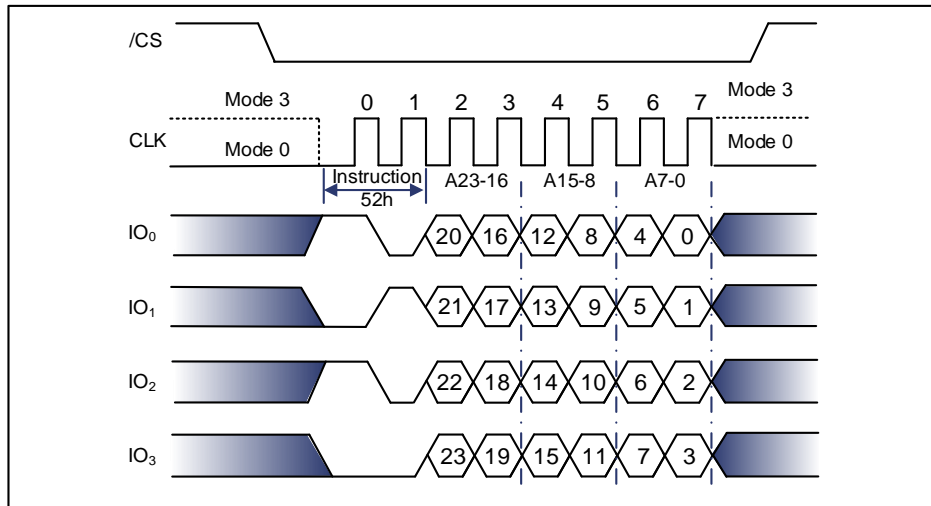 /CS
Mode 3
0 1 2 3 4 5 6 7
Mode 3
CLK
Mode 0
Mode 0
Instruction
52h
A23-16
A15-8
A7-0
IO₀
20 16 12 8 4 0
IO₁
21 17 13 9 5 1
IO₂
22 18 14 10 6 2
IO₃
23 19 15 11 7 3